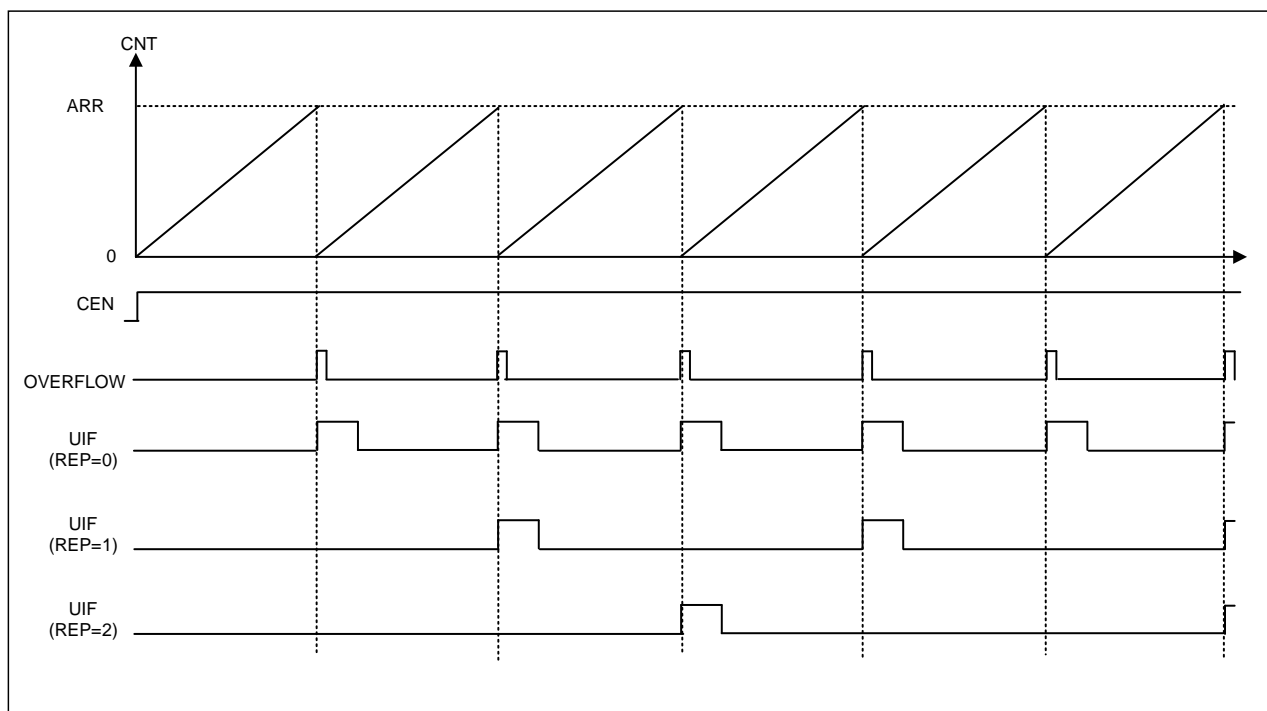 CNT
ARR
0
CEN
OVERFLOW
UIF
(REP=0)
UIF
(REP=1)
UIF
(REP=2)